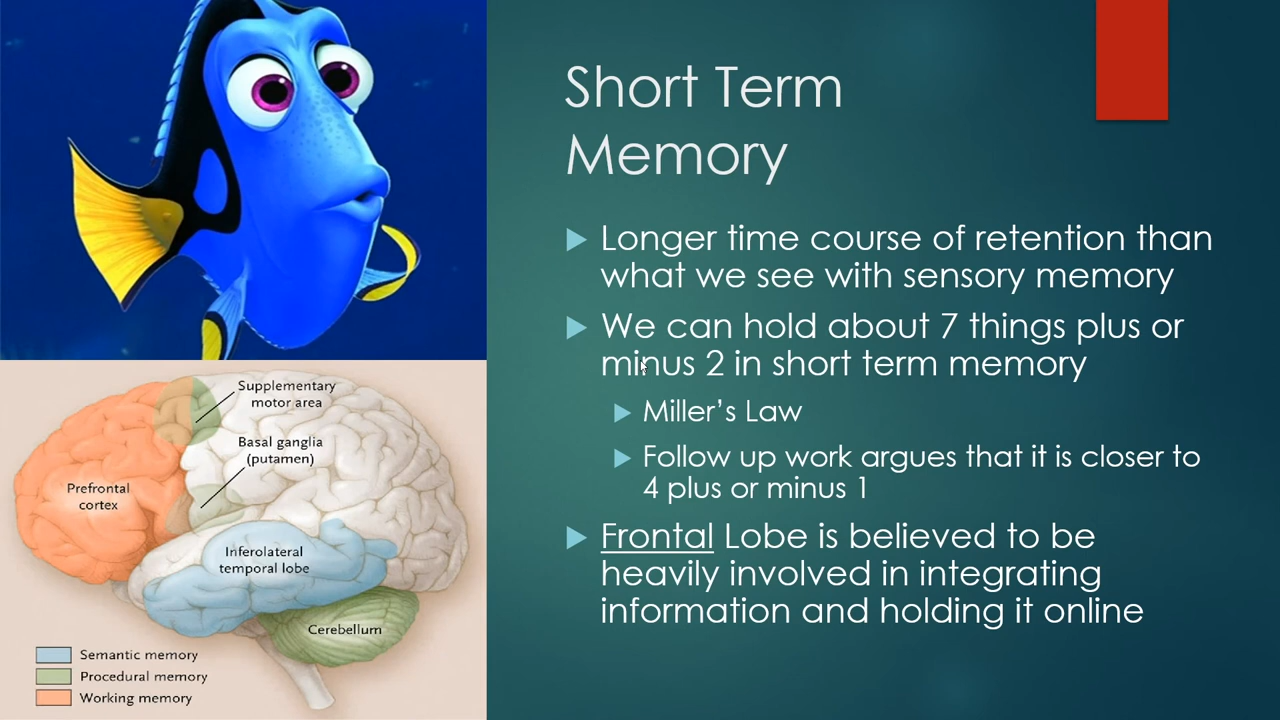 Short Term
Memory
Longer time course of retention than
what we see with sensory memory
We can hold about 7 things plus or
minus 2 in short term memory
Miller's Law
Follow up work argues that it is closer to
4 plus or minus 1
Frontal Lobe is believed to be
heavily involved in integrating
information and holding it online
Supplementary
motor area
Basal ganglia
(putamen)
Prefrontal
cortex
Inferolateral
temporal lobe
Cerebellum
Semantic memory
Procedural memory
Working memory